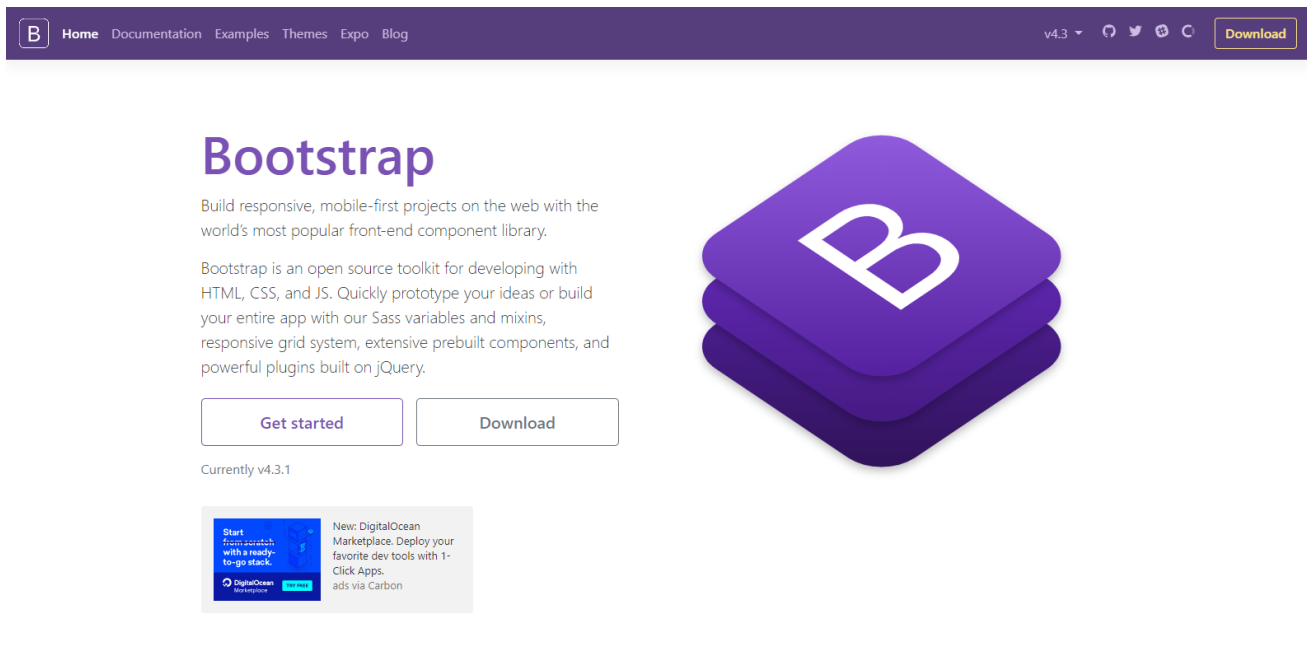 B Home Documentation Examples Themes Expo Blog v4.3 Download
Bootstrap
Build responsive, mobile-first projects on the web with the
world's most popular front-end component library.
Bootstrap is an open source toolkit for developing with
HTML, CSS, and JS. Quickly prototype your ideas or build
your entire app with our Sass variables and mixins,
responsive grid system, extensive prebuilt components, and
powerful plugins built on jQuery.
B
Get started Download
Currently v4.3.1
Start
from scratch
with a ready-
to-go stack.
DigitalOcean
Marketplace
TRY FREE
New: DigitalOcean
Marketplace. Deploy your
favorite dev tools with 1-
Click Apps.
ads via Carbon